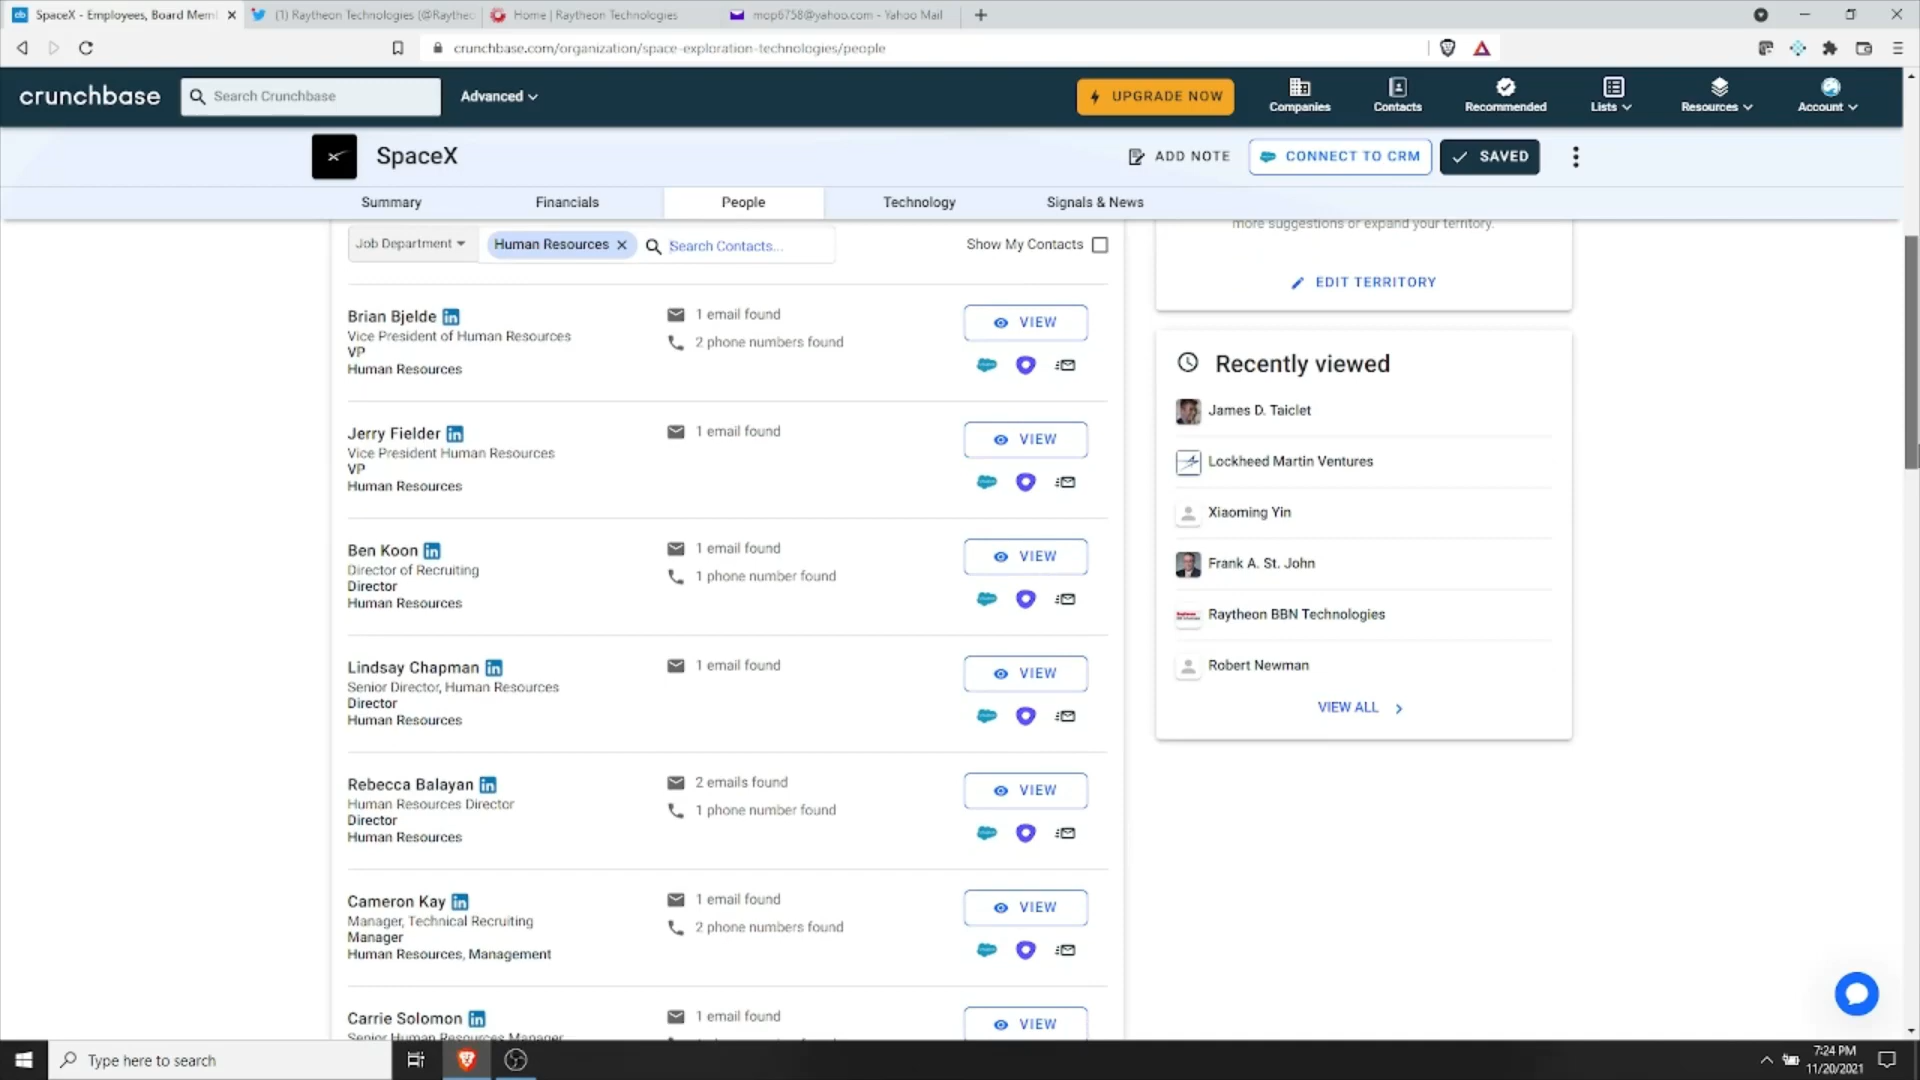 SpaceX - Employees, Board Mem
(1) Raytheon Technologies (@Raythec
Home | Raytheon Technologies
mop6758@yahoo.com - Yahoo Mail
crunchbase.com/organization/space-exploration-technologies/people
crunchbase
Search Crunchbase
Advanced
UPGRADE NOW
Companies
Contacts
Recommended
Lists
Resources
Account
SpaceX
ADD NOTE
CONNECT TO CRM
SAVED
Summary
Financials
People
Technology
Signals & News
more suggestions or expand your territory.
EDIT TERRITORY
Job Department
Human Resources
Search Contacts...
Show My Contacts
Brian Bjelde
Vice President of Human Resources
VP
Human Resources
1 email found
2 phone numbers found
VIEW
Jerry Fielder
Vice President Human Resources
VP
Human Resources
1 email found
VIEW
Ben Koon
Director of Recruiting
Director
Human Resources
1 email found
1 phone number found
VIEW
Lindsay Chapman
Senior Director, Human Resources
Director
Human Resources
1 email found
VIEW
Rebecca Balayan
Human Resources Director
Director
Human Resources
2 emails found
1 phone number found
VIEW
Cameron Kay
Manager, Technical Recruiting
Manager
Human Resources, Management
1 email found
2 phone numbers found
VIEW
Carrie Solomon
Senior Human Resources Manager
1 email found
VIEW
Recently viewed
James D. Taiclet
Lockheed Martin Ventures
Xiaoming Yin
Frank A. St. John
Raytheon BBN Technologies
Robert Newman
VIEW ALL
Type here to search
7:24 PM
11/20/2021